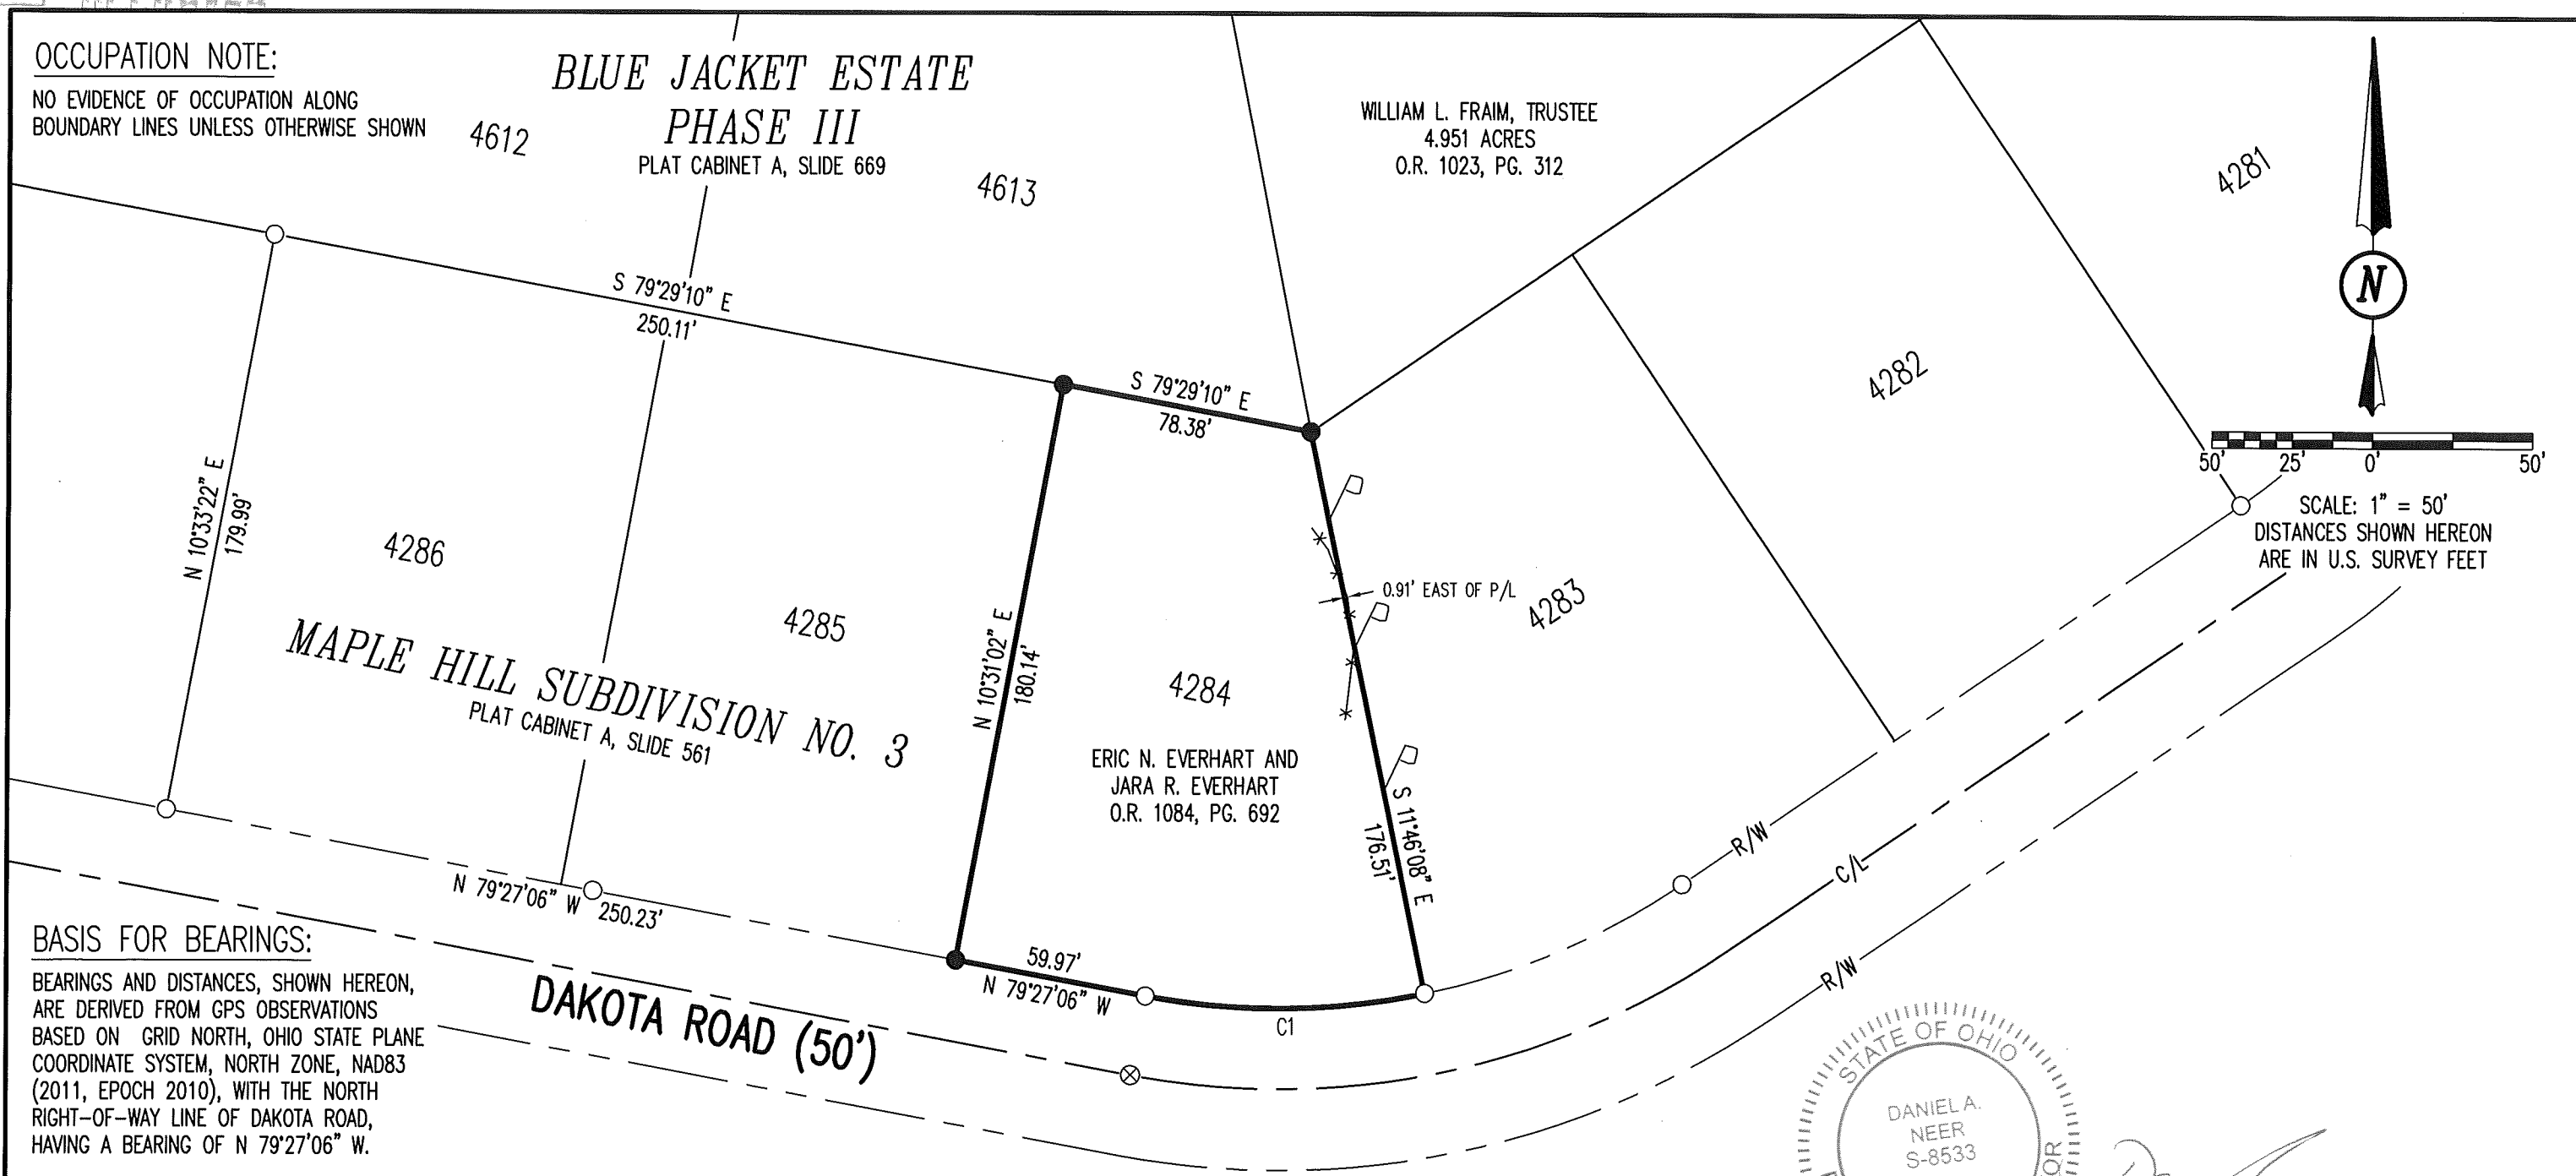 OCCUPATION NOTE:
NO EVIDENCE OF OCCUPATION ALONG
BOUNDARY LINES UNLESS OTHERWISE SHOWN
BLUE JACKET ESTATE
PHASE III
PLAT CABINET A, SLIDE 669
4612
4613
WILLIAM L. FRAIM, TRUSTEE
4.951 ACRES
O.R. 1023, PG. 312
4281
N
50' 25' 0' 50'
SCALE: 1" = 50'
DISTANCES SHOWN HEREON
ARE IN U.S. SURVEY FEET
S 79°29'10" E
250.11'
S 79°29'10" E
78.38'
4282
N 10°33'22" E
179.99'
4286
4285
N 10°31'02" E
180.14'
4284
0.91' EAST OF P/L
4283
MAPLE HILL SUBDIVISION NO. 3
PLAT CABINET A, SLIDE 561
ERIC N. EVERHART AND
JARA R. EVERHART
O.R. 1084, PG. 692
S 11°46'08" E
176.51'
R/W
C/L
R/W
N 79°27'06" W 250.23'
59.97'
N 79°27'06" W
C1
DAKOTA ROAD (50')
BASIS FOR BEARINGS:
BEARINGS AND DISTANCES, SHOWN HEREON,
ARE DERIVED FROM GPS OBSERVATIONS
BASED ON GRID NORTH, OHIO STATE PLANE
COORDINATE SYSTEM, NORTH ZONE, NAD83
(2011, EPOCH 2010), WITH THE NORTH
RIGHT-OF-WAY LINE OF DAKOTA ROAD,
HAVING A BEARING OF N 79°27'06" W.
STATE OF OHIO
DANIEL A.
NEER
S-8533